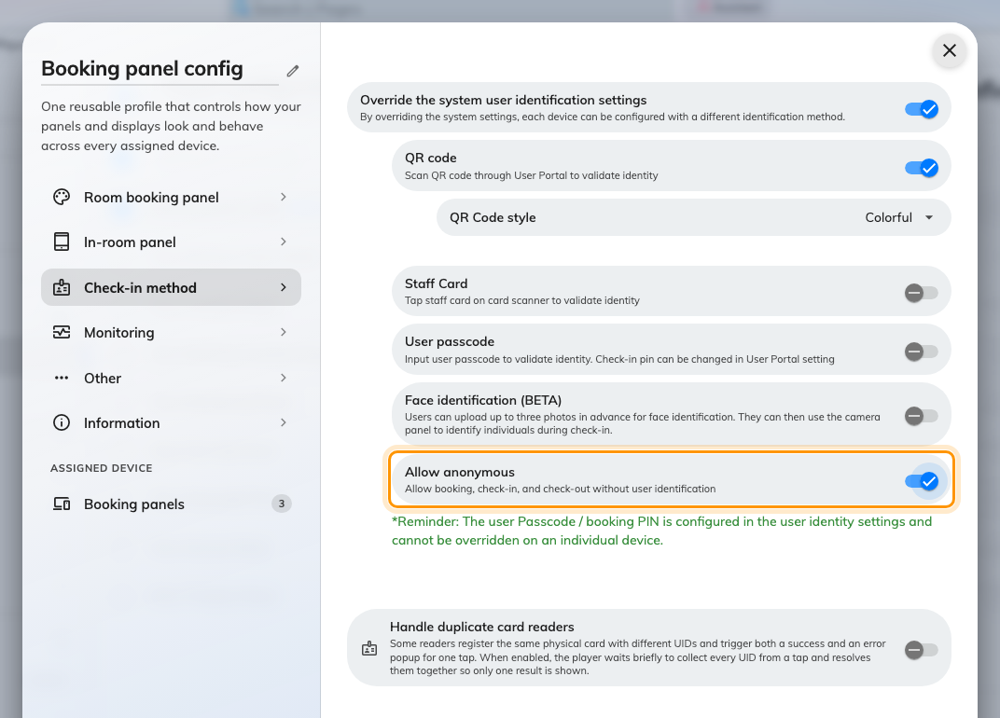 Booking panel config
One reusable profile that controls how your
panels and displays look and behave
across every assigned device.
Room booking panel
In-room panel
Check-in method
Monitoring
Other
Information
ASSIGNED DEVICE
Booking panels
3
Override the system user identification settings
By overriding the system settings, each device can be configured with a different identification method.
QR code
Scan QR code through User Portal to validate identity
QR Code style
Colorful
Staff Card
Tap staff card on card scanner to validate identity
User passcode
Input user passcode to validate identity. Check-in pin can be changed in User Portal setting
Face identification (BETA)
Users can upload up to three photos in advance for face identification. They can then use the camera
panel to identify individuals during check-in.
Allow anonymous
Allow booking, check-in, and check-out without user identification
*Reminder: The user Passcode / booking PIN is configured in the user identity settings and
cannot be overridden on an individual device.
Handle duplicate card readers
Some readers register the same physical card with different UIDs and trigger both a success and an error
popup for one tap. When enabled, the player waits briefly to collect every UID from a tap and resolves
them together so only one result is shown.